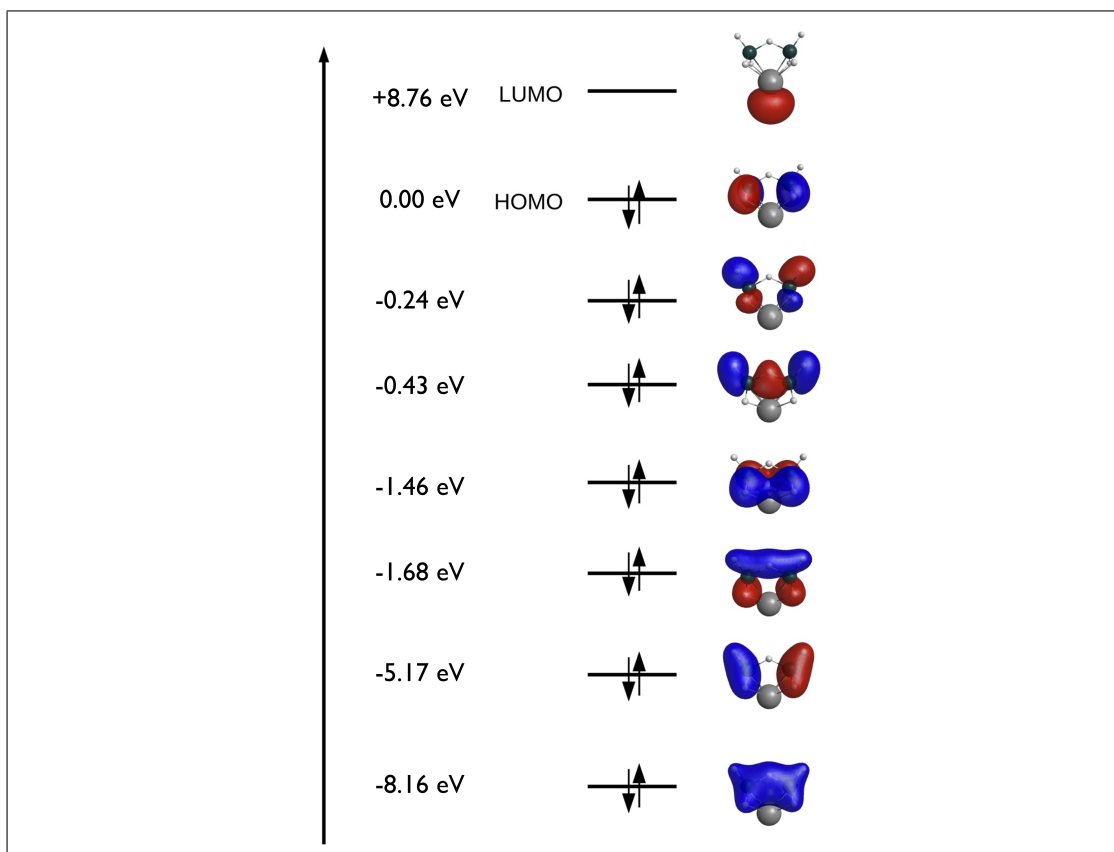 +8.76 eV LUMO
0.00 eV HOMO
-0.24 eV
-0.43 eV
-1.46 eV
-1.68 eV
-5.17 eV
-8.16 eV